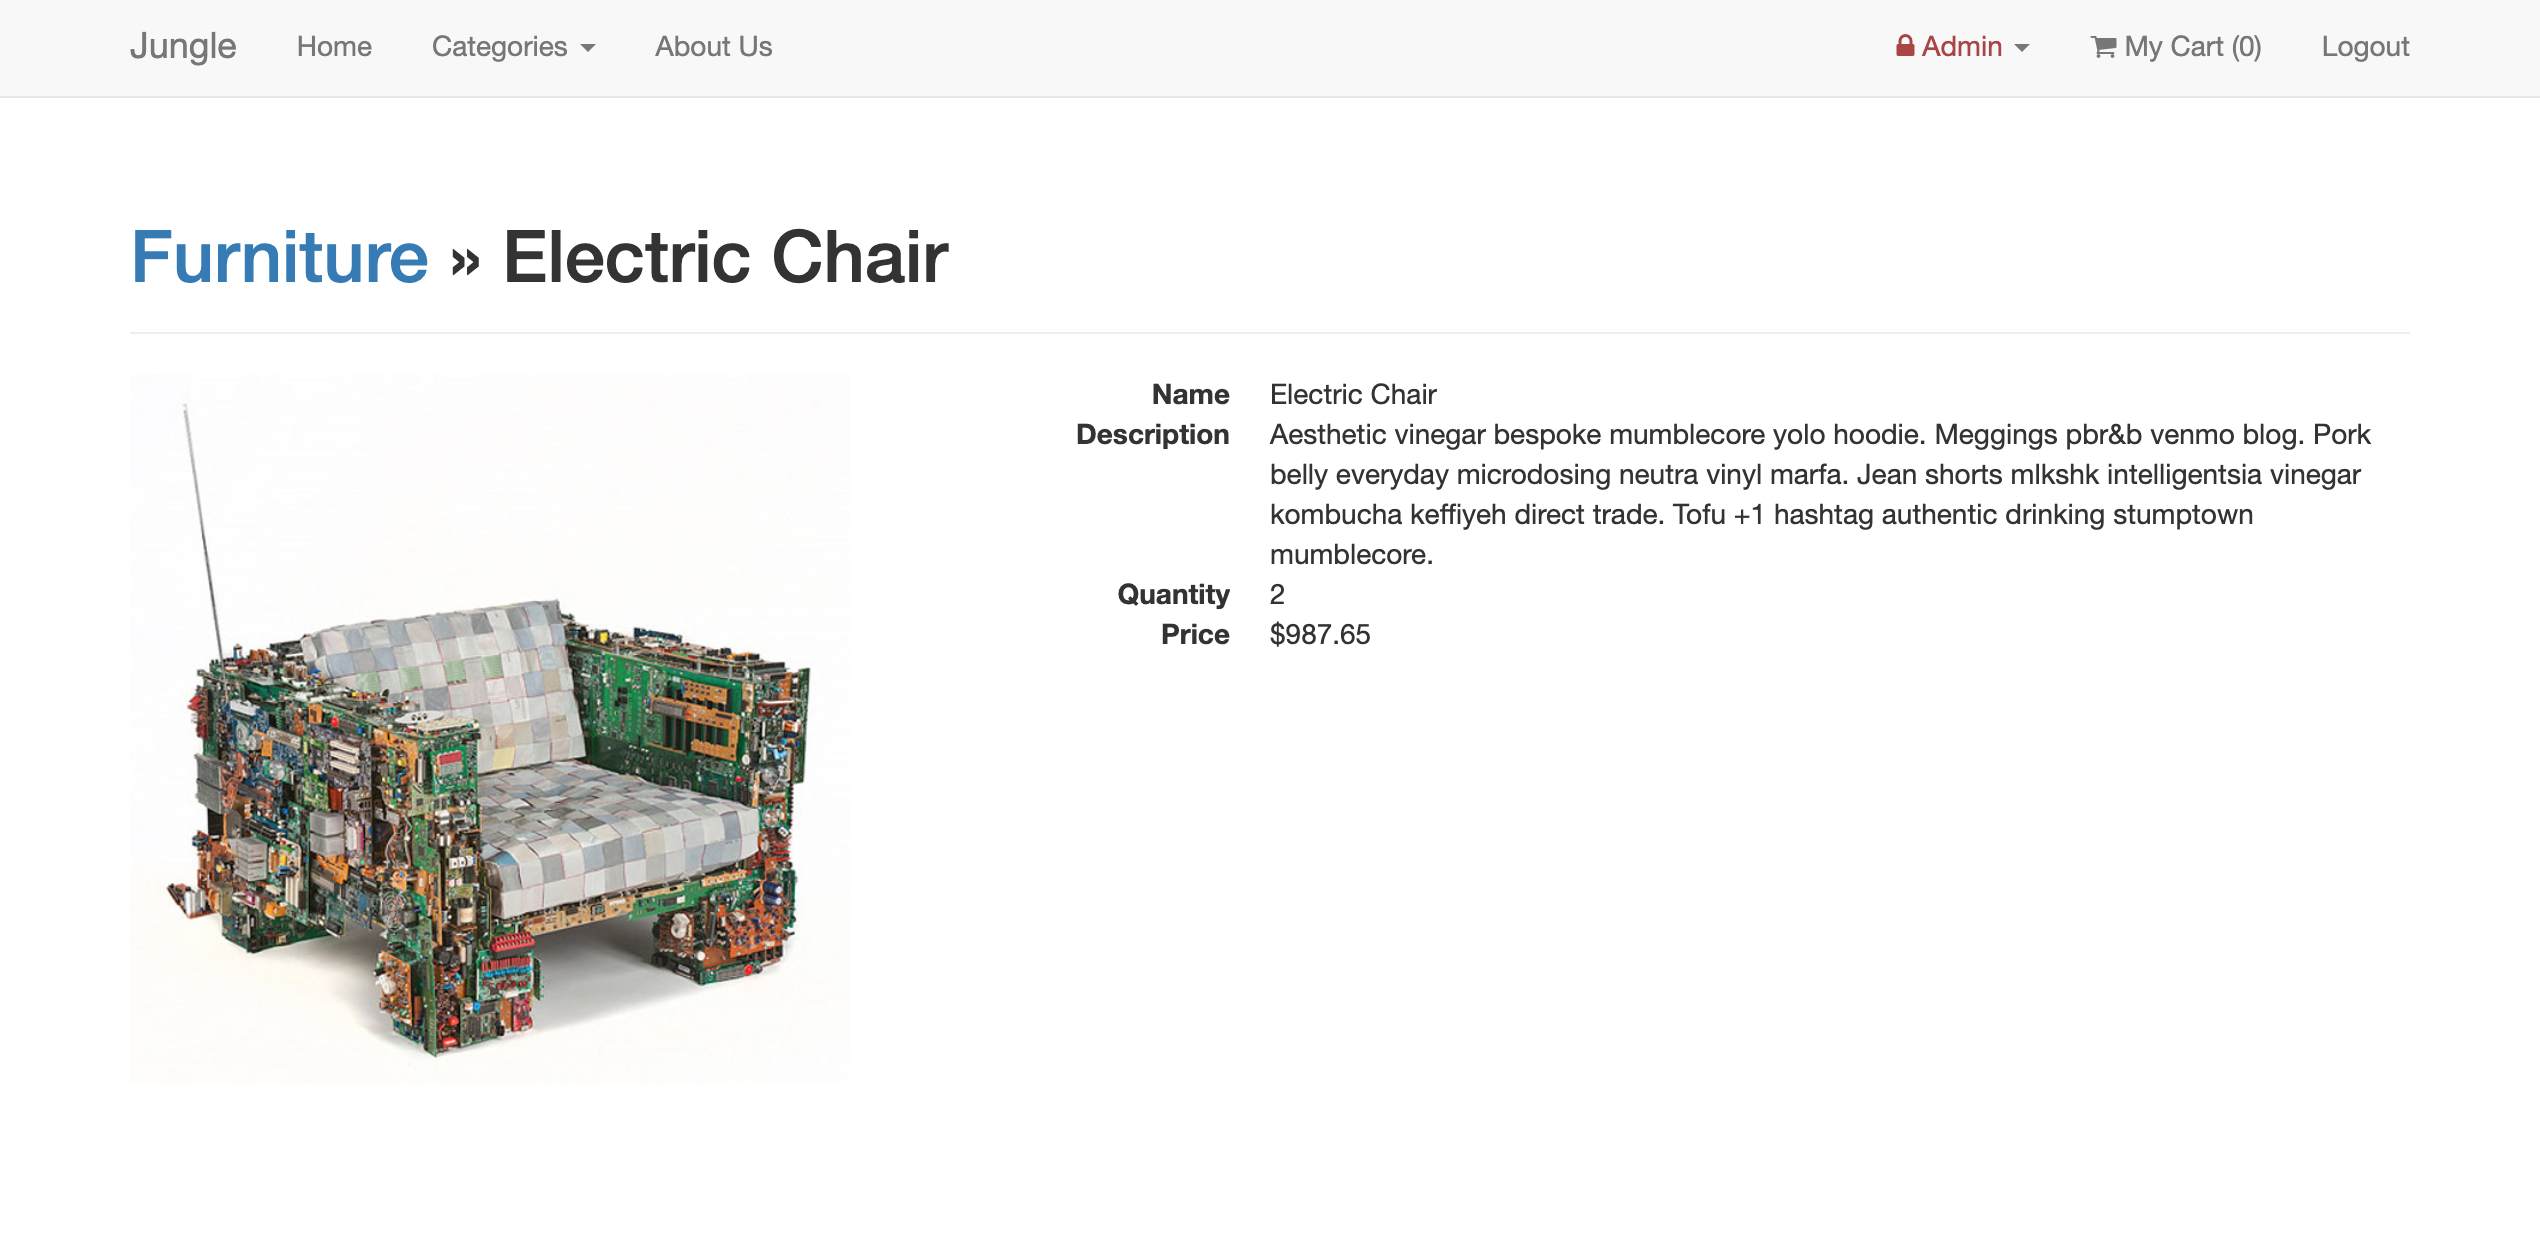 Jungle Home Categories About Us Admin My Cart (0) Logout
Furniture » Electric Chair
Name Electric Chair
Description Aesthetic vinegar bespoke mumblecore yolo hoodie. Meggings pbr&b venmo blog. Pork
belly everyday microdosing neutra vinyl marfa. Jean shorts mlkshk intelligentsia vinegar
kombucha keffiyeh direct trade. Tofu +1 hashtag authentic drinking stumptown
mumblecore.
Quantity 2
Price $987.65